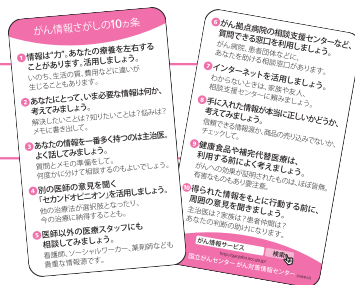 がん情報さがしの10ヵ条
1 情報は“力”。あなたの療養を左右する
ことがあります。活用しましょう。
いのち、生活の質、費用などに違いが
生じることもあります。
2 あなたにとって、いま必要な情報は何か、
考えてみましょう。
解決したいことは?知りたいことは?悩みは?
メモに書き出して。
3 あなたの情報を一番多く持つのは主治医。
よく話してみましょう。
質問とメモの準備をして。
何度かに分けて相談するのもよいでしょう。
4 別の医師の意見を聞く
「セカンドオピニオン」を活用しましょう。
他の治療法が選択肢となったり、
今の治療に納得することも。
5 医師以外の医療スタッフにも
相談してみましょう。
看護師、ソーシャルワーカー、薬剤師なども
貴重な情報源です。
6 がん拠点病院の相談支援センターなど、
質問できる窓口を利用しましょう。
がん病院、患者団体などに、
あなたを助ける相談窓口があります。
7 インターネットを活用しましょう。
わからないときは、家族や友人、
相談支援センターに頼みましょう。
8 手に入れた情報が本当に正しいかどうか、
考えてみましょう。
信頼できる情報源か、商品の売り込みでないか、
チェックして。
9 健康食品や補完代替医療は、
利用する前によく考えましょう。
がんへの効果が証明されたものは、ほぼ皆無。
有害なものもあり要注意。
10 得られた情報をもとに行動する前に、
周囲の意見を聞きましょう。
主治医は?家族は?患者仲間は?
あなたの判断の助けになります。
がん情報サービス 検索
国立がんセンターがん対策情報センター